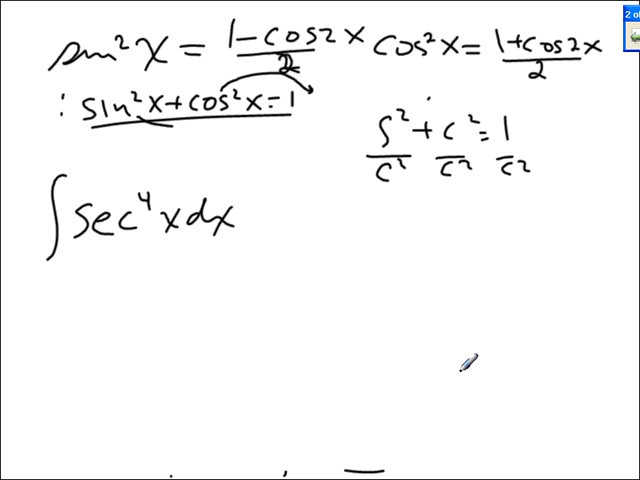 sin²x = 1-cos2x/2 cos²x = 1+cos2x/2
: sin²x+cos²x=1
s²/c² + c²/c² = 1/c²
∫ sec⁴xdx